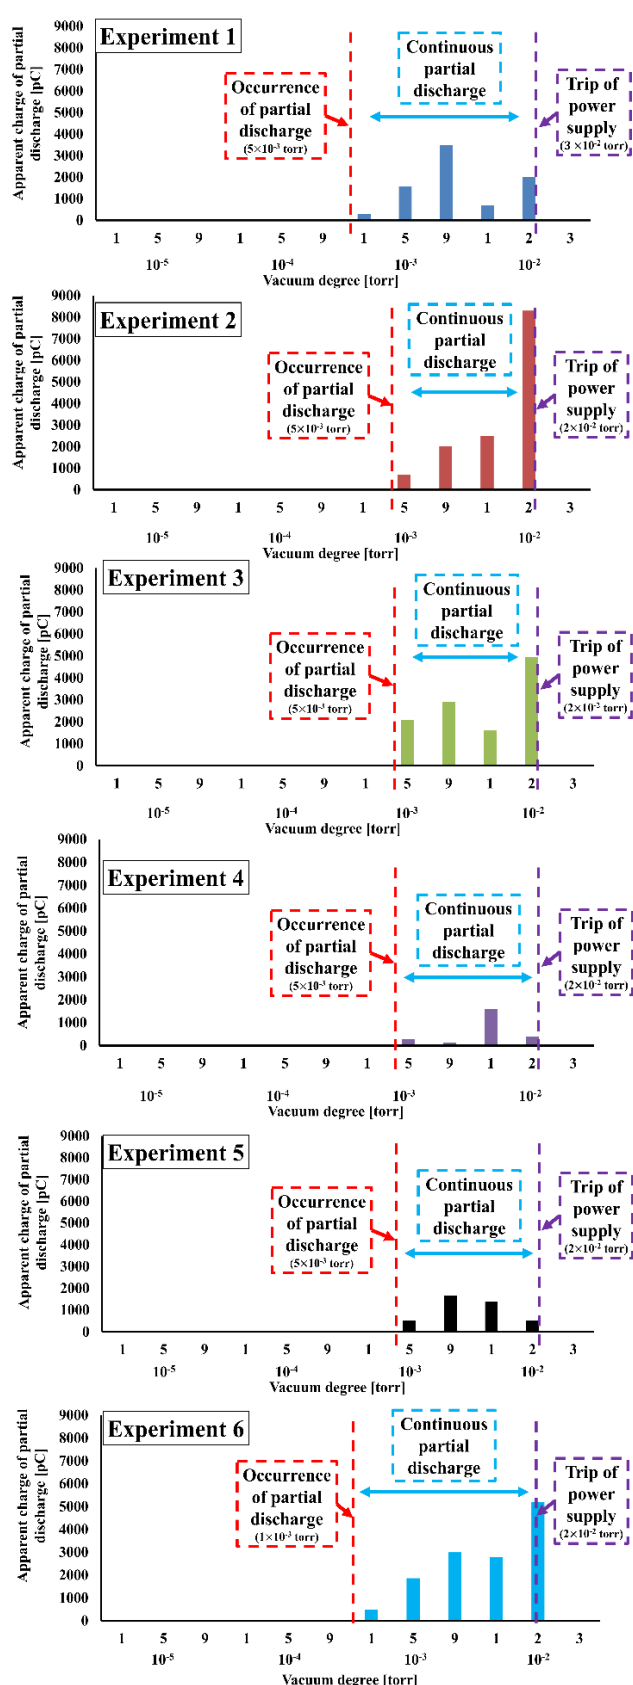 Experiment 1
Apparent charge of partial
discharge [pC]
9000
8000
7000
6000
5000
4000
3000
2000
1000
0
Occurrence
of partial
discharge
(5×10-3 torr)
Continuous
partial
discharge
Trip of
power
supply
(3 ×10-2 torr)
1 5 9 1 5 9 1 5 9 1 2 3
10-5 10-4 10-3 10-2
Vacuum degree [torr]
Experiment 2
Apparent charge of partial
discharge [pC]
9000
8000
7000
6000
5000
4000
3000
2000
1000
0
Occurrence
of partial
discharge
(5×10-3 torr)
Continuous
partial
discharge
Trip of
power
supply
(2×10-2 torr)
1 5 9 1 5 9 1 5 9 1 2 3
10-5 10-4 10-3 10-2
Vacuum degree [torr]
Experiment 3
Apparent charge of partial
discharge [pC]
9000
8000
7000
6000
5000
4000
3000
2000
1000
0
Occurrence
of partial
discharge
(5×10-3 torr)
Continuous
partial
discharge
Trip of
power
supply
(2×10-2 torr)
1 5 9 1 5 9 1 5 9 1 2 3
10-5 10-4 10-3 10-2
Vacuum degree [torr]
Experiment 4
Apparent charge of partial
discharge [pC]
9000
8000
7000
6000
5000
4000
3000
2000
1000
0
Occurrence
of partial
discharge
(5×10-3 torr)
Continuous
partial
discharge
Trip of
power
supply
(2×10-2 torr)
1 5 9 1 5 9 1 5 9 1 2 3
10-5 10-4 10-3 10-2
Vacuum degree [torr]
Experiment 5
Apparent charge of partial
discharge [pC]
9000
8000
7000
6000
5000
4000
3000
2000
1000
0
Occurrence
of partial
discharge
(5×10-3 torr)
Continuous
partial
discharge
Trip of
power
supply
(2×10-2 torr)
1 5 9 1 5 9 1 5 9 1 2 3
10-5 10-4 10-3 10-2
Vacuum degree [torr]
Experiment 6
Apparent charge of partial
discharge [pC]
9000
8000
7000
6000
5000
4000
3000
2000
1000
0
Occurrence
of partial
discharge
(1×10-3 torr)
Continuous
partial
discharge
Trip of
power
supply
(2×10-2 torr)
1 5 9 1 5 9 1 5 9 1 2 3
10-5 10-4 10-3 10-2
Vacuum degree [torr]